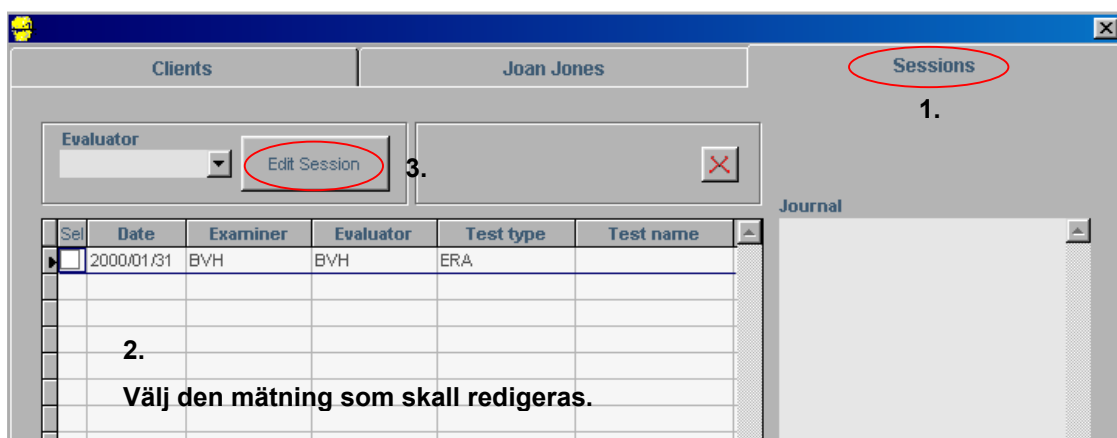 Clients Joan Jones Sessions
1.
Evaluator
Edit Session 3.
Journal
Sel Date Examiner Evaluator Test type Test name
2000/01/31 BVH BVH ERA
2.
Välj den mätning som skall redigeras.